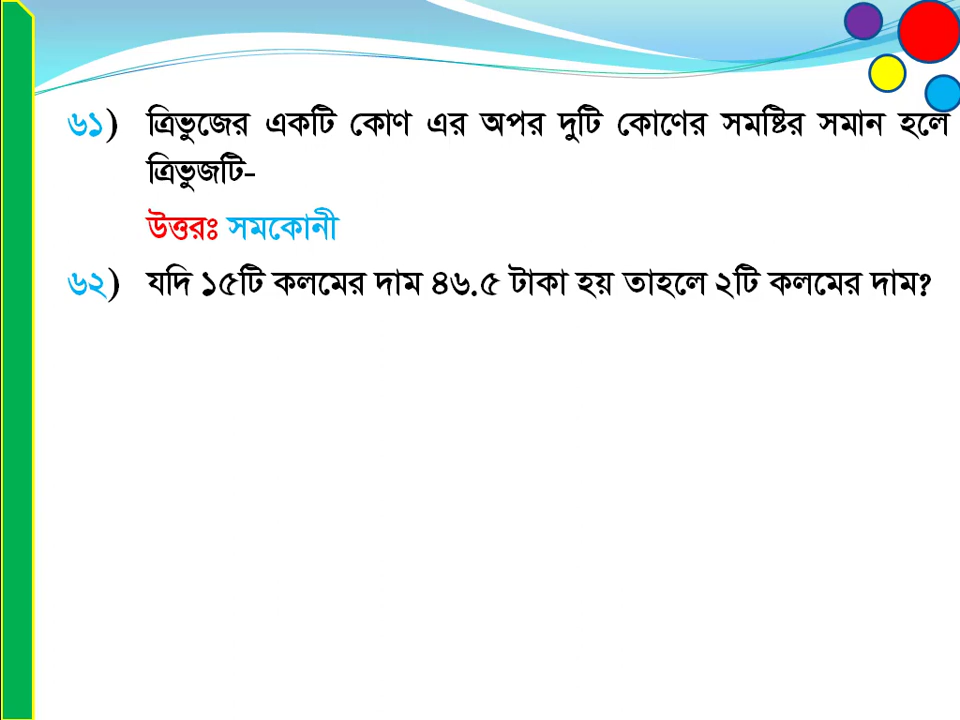 ৬১) ত্রিভুজের একটি কোণ এর অপর দুটি কোণের সমষ্টির সমান হলে
ত্রিভুজটি-
উত্তরঃ সমকোনী
৬২) যদি ১৫টি কলমের দাম ৪৬.৫ টাকা হয় তাহলে ২টি কলমের দাম?